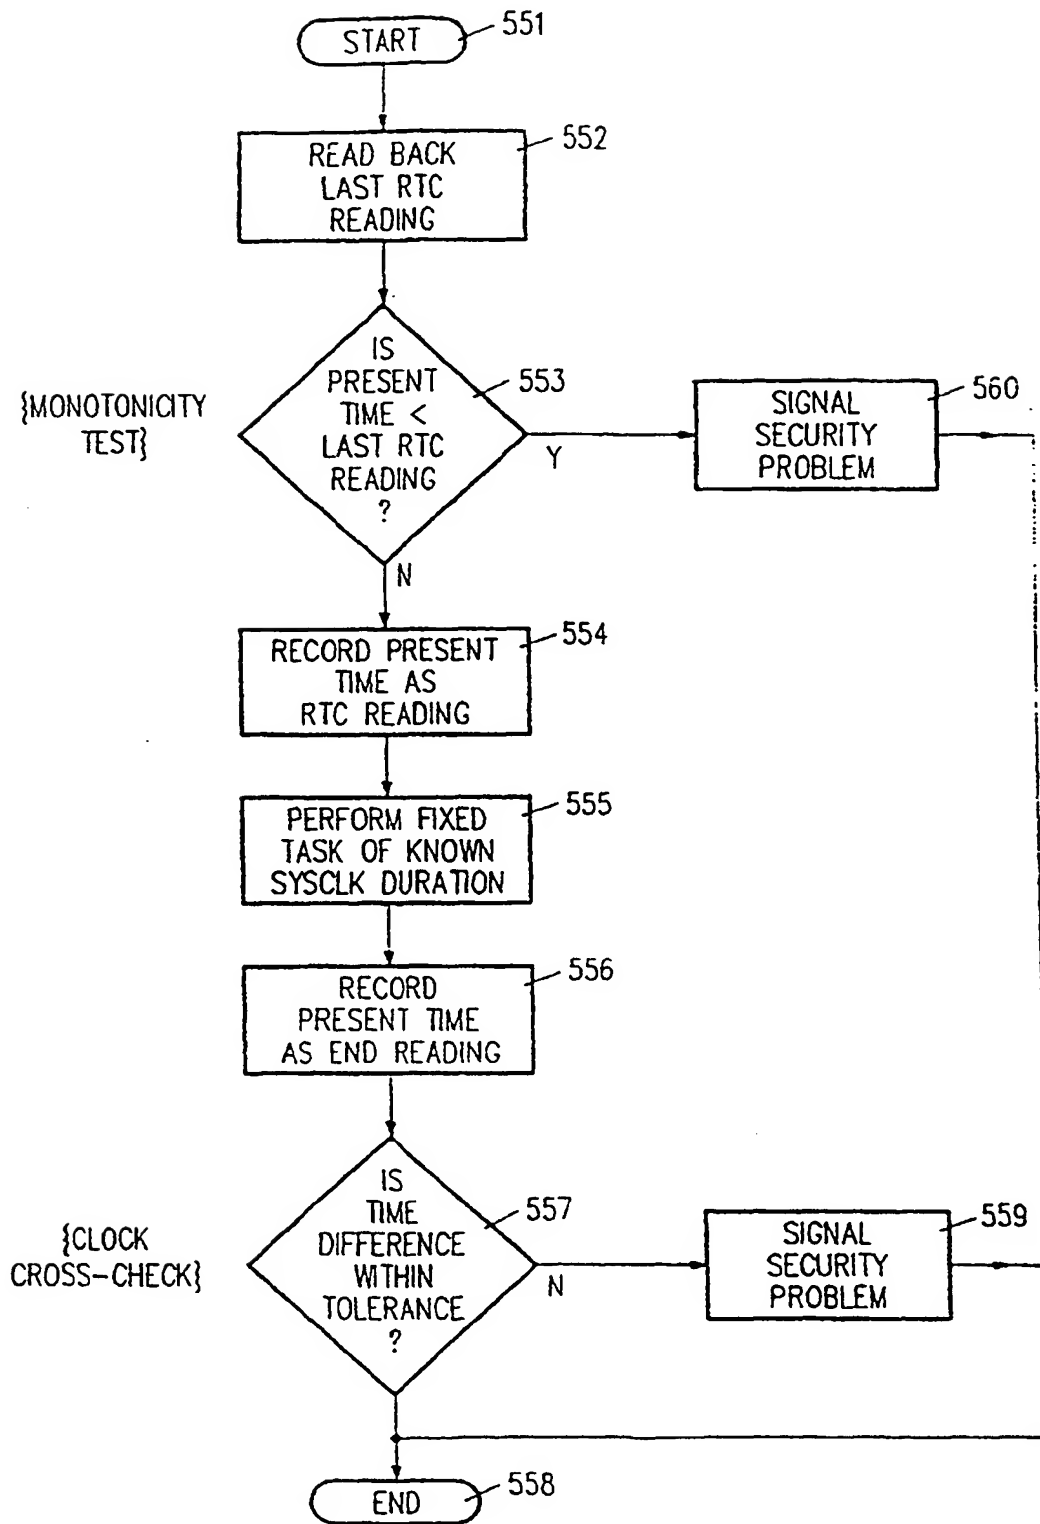 START
551
READ BACK
LAST RTC
READING
552
IS
PRESENT
TIME <
LAST RTC
READING
?
553
{MONOTONICITY
TEST}
Y
SIGNAL
SECURITY
PROBLEM
560
N
RECORD PRESENT
TIME AS
RTC READING
554
PERFORM FIXED
TASK OF KNOWN
SYSCLK DURATION
555
RECORD
PRESENT TIME
AS END READING
556
IS
TIME
DIFFERENCE
WITHIN
TOLERANCE
?
557
{CLOCK
CROSS-CHECK}
N
SIGNAL
SECURITY
PROBLEM
559
END
558